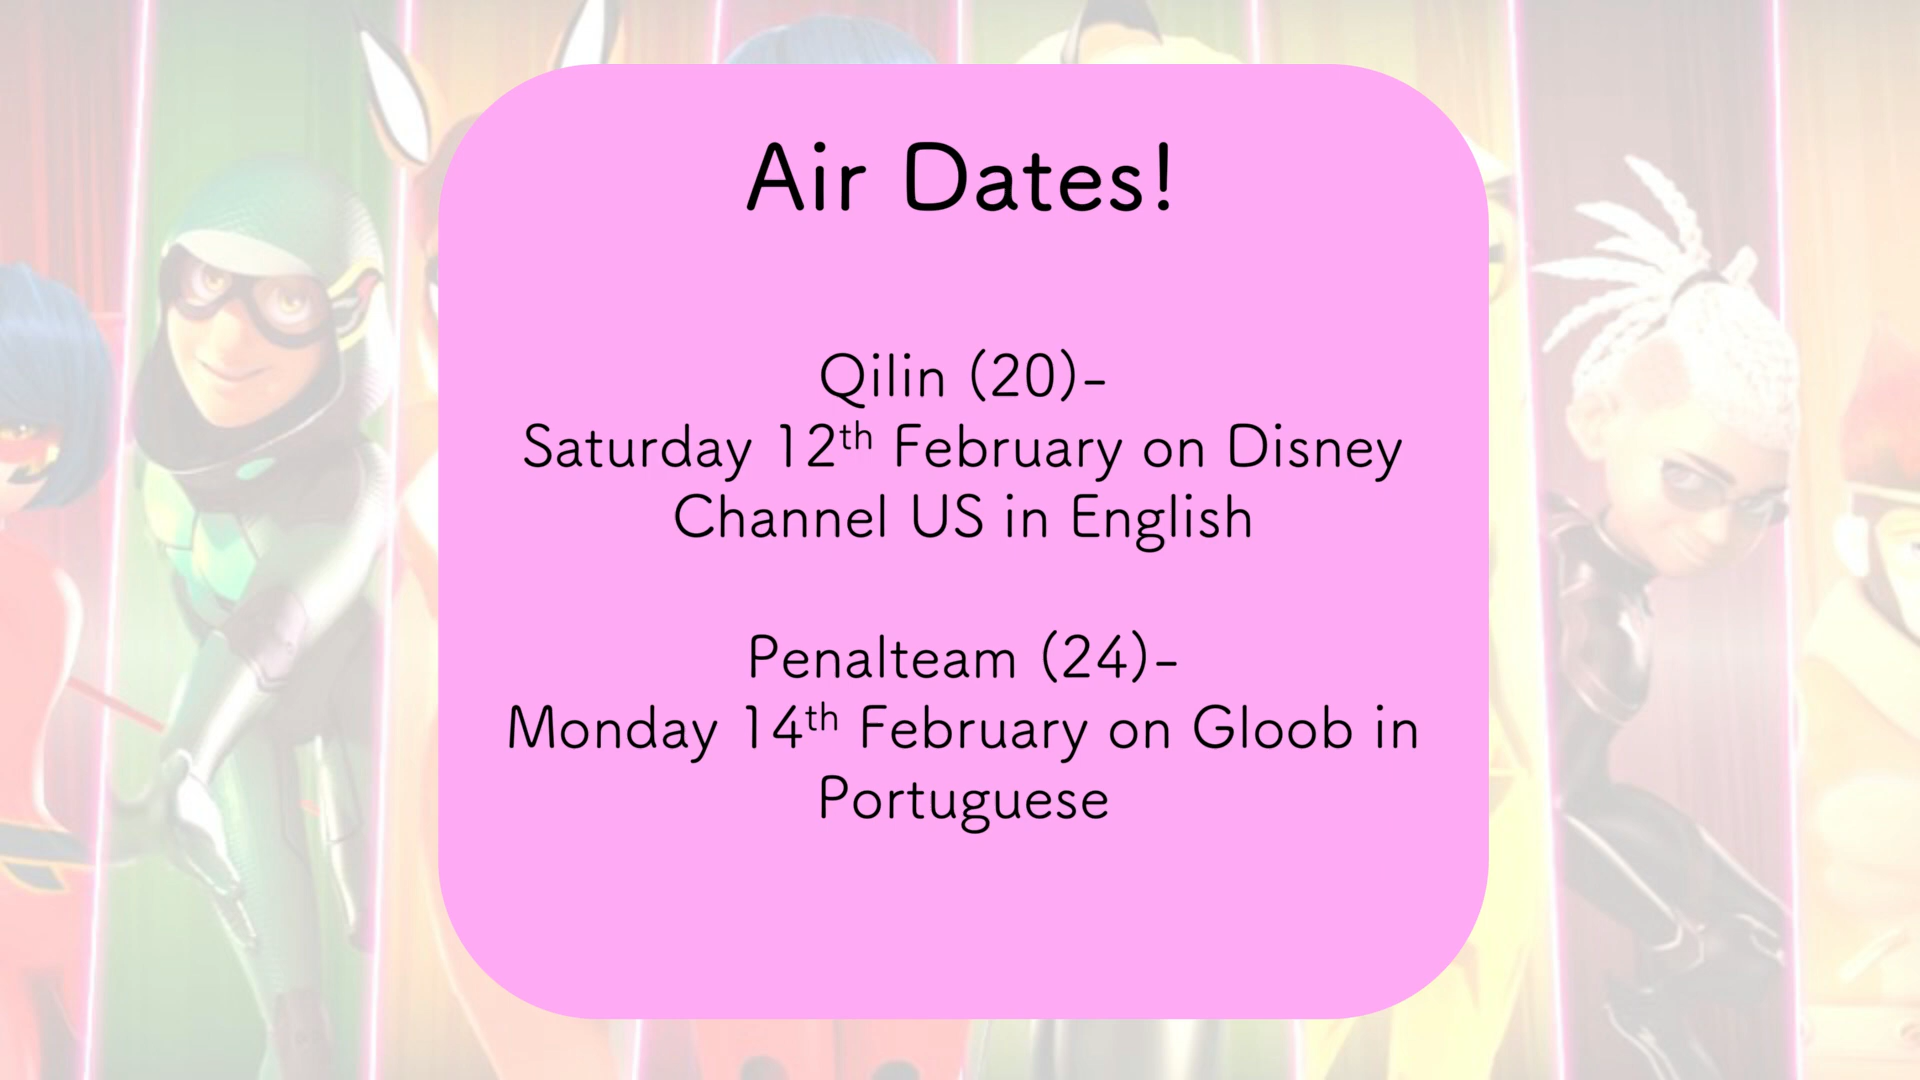 Air Dates!
Qilin (20)-
Saturday 12th February on Disney
Channel US in English
Penalteam (24)-
Monday 14th February on Gloob in
Portuguese